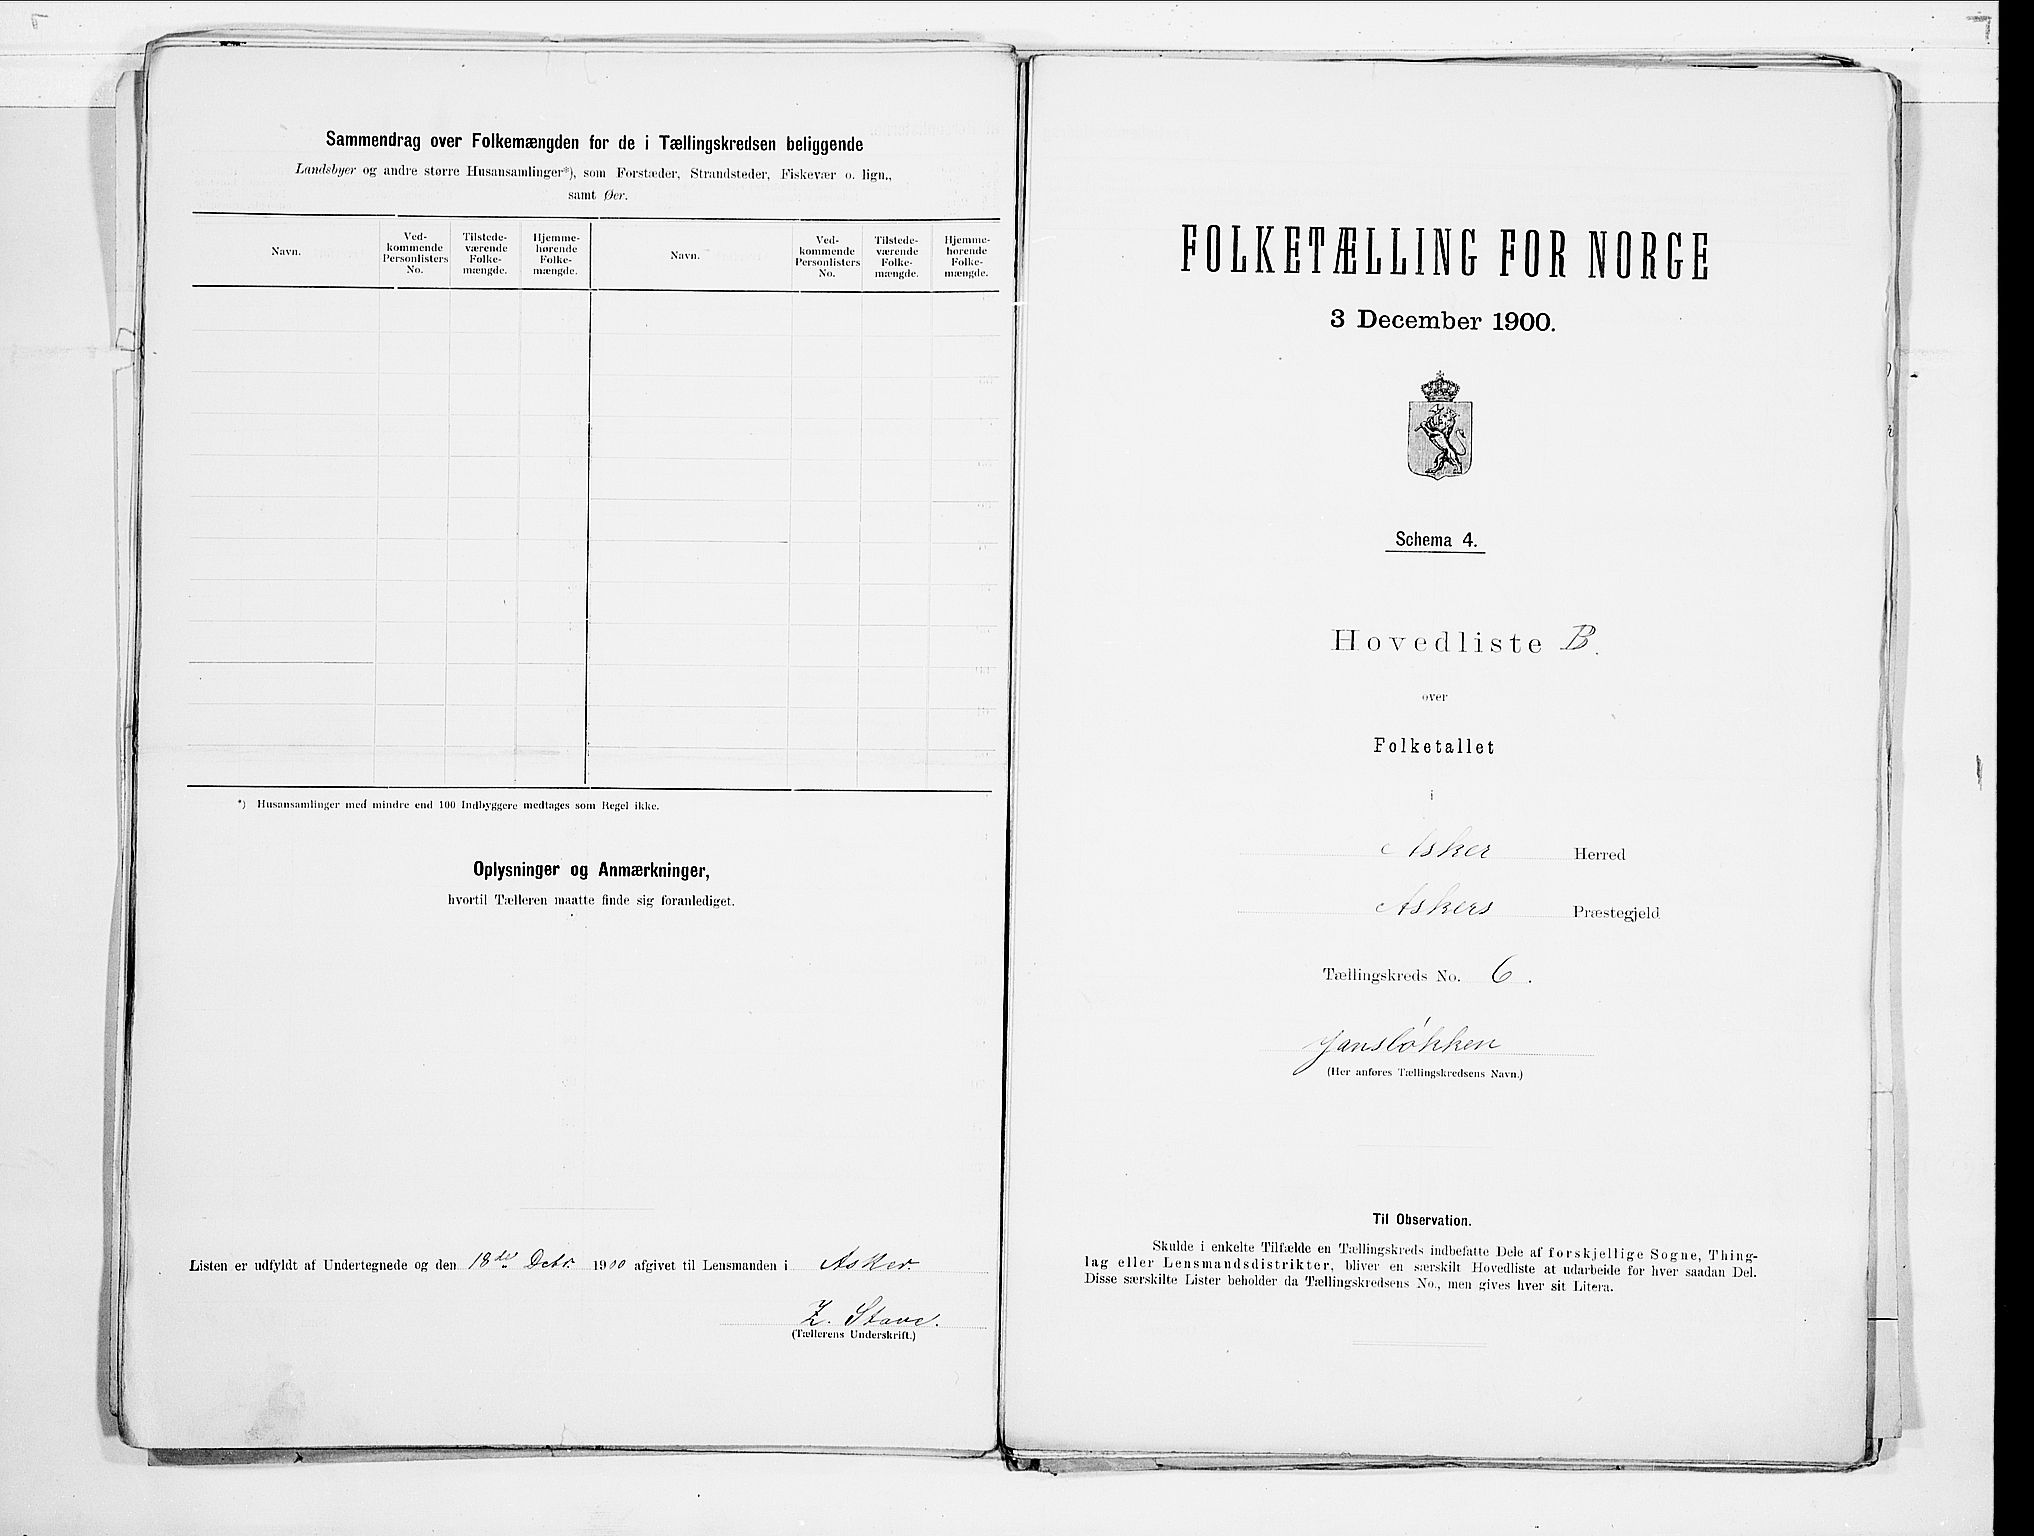 Sammendrag over Folkemængden for de i Tællingskredsen beliggende
Landsbyer og andre større Husansamlinger*), som Forstæder, Strandsteder, Fiskevær o. lign.,
samt Øer.
Navn.
Ved-
kommende
Personlisters
No.
Tilstede-
værende
Folke-
mængde.
Hjemme-
hørende
Folke-
mængde.
Navn.
Ved-
kommende
Personlisters
No.
Tilstede-
værende
Folke-
mængde.
Hjemme-
hørende
Folke-
mængde.
*) Husansamlinger med mindre end 100 Indbyggere medtages som Regel ikke.
Oplysninger og Anmærkninger,
hvortil Tælleren maatte finde sig foranlediget.
Listen er udfyldt af Undertegnede og den 18de Decbr. 1900 afgivet til Lensmanden i Asker
Z. Stave.
(Tællerens Underskrift.)
FOLKETÆLLING FOR NORGE
3 December 1900.
Schema 4.
Hovedliste B.
over
Folketallet
i
Asker Herred
Askers Præstegjeld
Tællingskreds No. 6.
Jansløkken
(Her anføres Tællingskredsens Navn.)
Til Observation.
Skulde i enkelte Tilfælde en Tællingskreds indbefatte Dele af forskjellige Sogne, Thing-
lag eller Lensmandsdistrikter, bliver en særskilt Hovedliste at udarbeide for hver saadan Del.
Disse særskilte Lister beholder da Tællingskredsens No., men gives hver sit Litera.